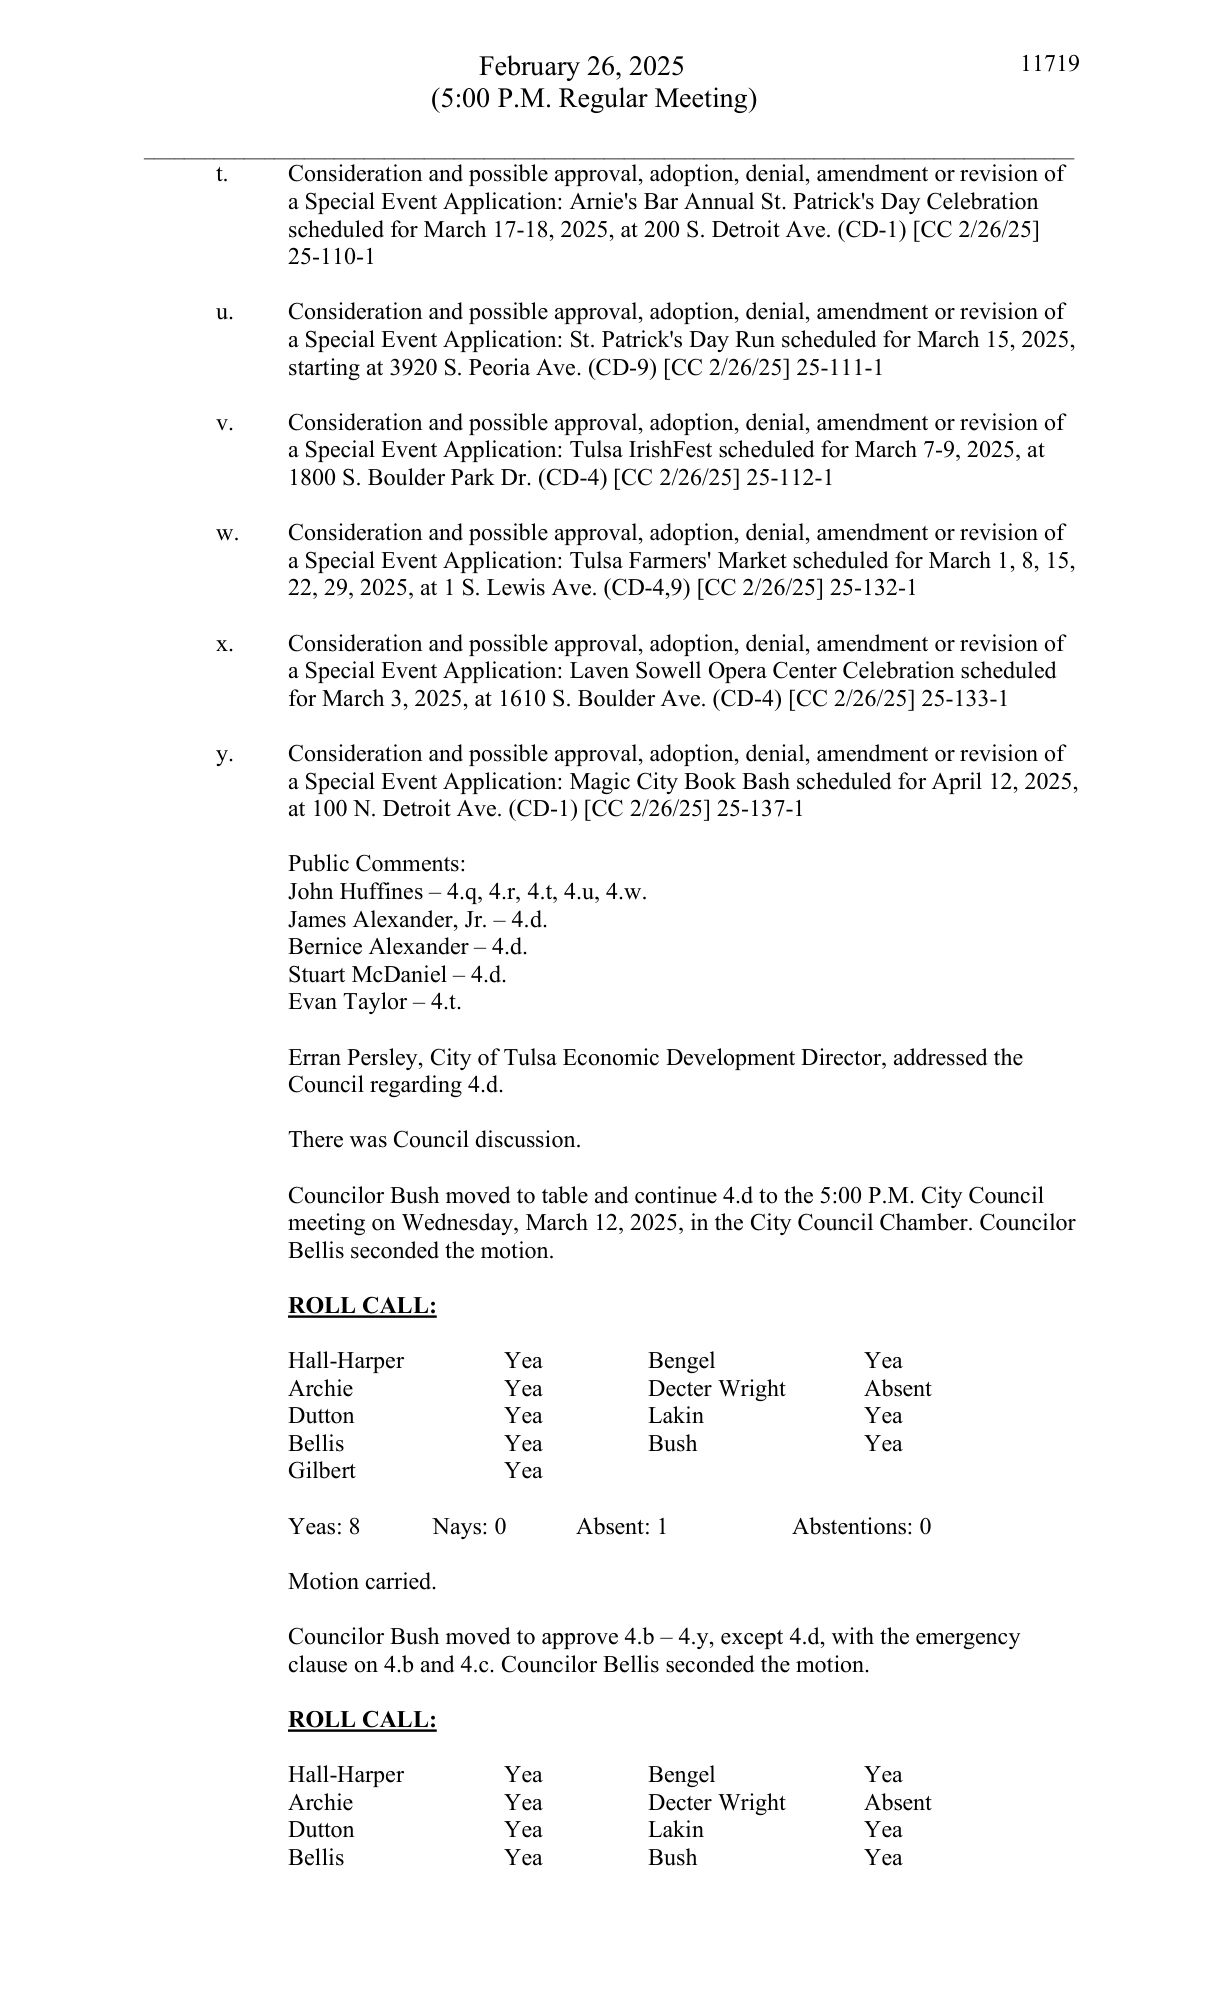 February 26, 2025
11719
(5:00 P.M. Regular Meeting)
t. Consideration and possible approval, adoption, denial, amendment or revision of
a Special Event Application: Arnie's Bar Annual St. Patrick's Day Celebration
scheduled for March 17-18, 2025, at 200 S. Detroit Ave. (CD-1) [CC 2/26/25]
25-110-1
u. Consideration and possible approval, adoption, denial, amendment or revision of
a Special Event Application: St. Patrick's Day Run scheduled for March 15, 2025,
starting at 3920 S. Peoria Ave. (CD-9) [CC 2/26/25] 25-111-1
v. Consideration and possible approval, adoption, denial, amendment or revision of
a Special Event Application: Tulsa IrishFest scheduled for March 7-9, 2025, at
1800 S. Boulder Park Dr. (CD-4) [CC 2/26/25] 25-112-1
w. Consideration and possible approval, adoption, denial, amendment or revision of
a Special Event Application: Tulsa Farmers' Market scheduled for March 1, 8, 15,
22, 29, 2025, at 1 S. Lewis Ave. (CD-4,9) [CC 2/26/25] 25-132-1
x. Consideration and possible approval, adoption, denial, amendment or revision of
a Special Event Application: Laven Sowell Opera Center Celebration scheduled
for March 3, 2025, at 1610 S. Boulder Ave. (CD-4) [CC 2/26/25] 25-133-1
y. Consideration and possible approval, adoption, denial, amendment or revision of
a Special Event Application: Magic City Book Bash scheduled for April 12, 2025,
at 100 N. Detroit Ave. (CD-1) [CC 2/26/25] 25-137-1
Public Comments:
John Huffines – 4.q, 4.r, 4.t, 4.u, 4.w.
James Alexander, Jr. – 4.d.
Bernice Alexander – 4.d.
Stuart McDaniel – 4.d.
Evan Taylor – 4.t.
Erran Persley, City of Tulsa Economic Development Director, addressed the
Council regarding 4.d.
There was Council discussion.
Councilor Bush moved to table and continue 4.d to the 5:00 P.M. City Council
meeting on Wednesday, March 12, 2025, in the City Council Chamber. Councilor
Bellis seconded the motion.
ROLL CALL:
Hall-Harper Yea Bengel Yea
Archie Yea Decter Wright Absent
Dutton Yea Lakin Yea
Bellis Yea Bush Yea
Gilbert Yea
Yeas: 8 Nays: 0 Absent: 1 Abstentions: 0
Motion carried.
Councilor Bush moved to approve 4.b – 4.y, except 4.d, with the emergency
clause on 4.b and 4.c. Councilor Bellis seconded the motion.
ROLL CALL:
Hall-Harper Yea Bengel Yea
Archie Yea Decter Wright Absent
Dutton Yea Lakin Yea
Bellis Yea Bush Yea